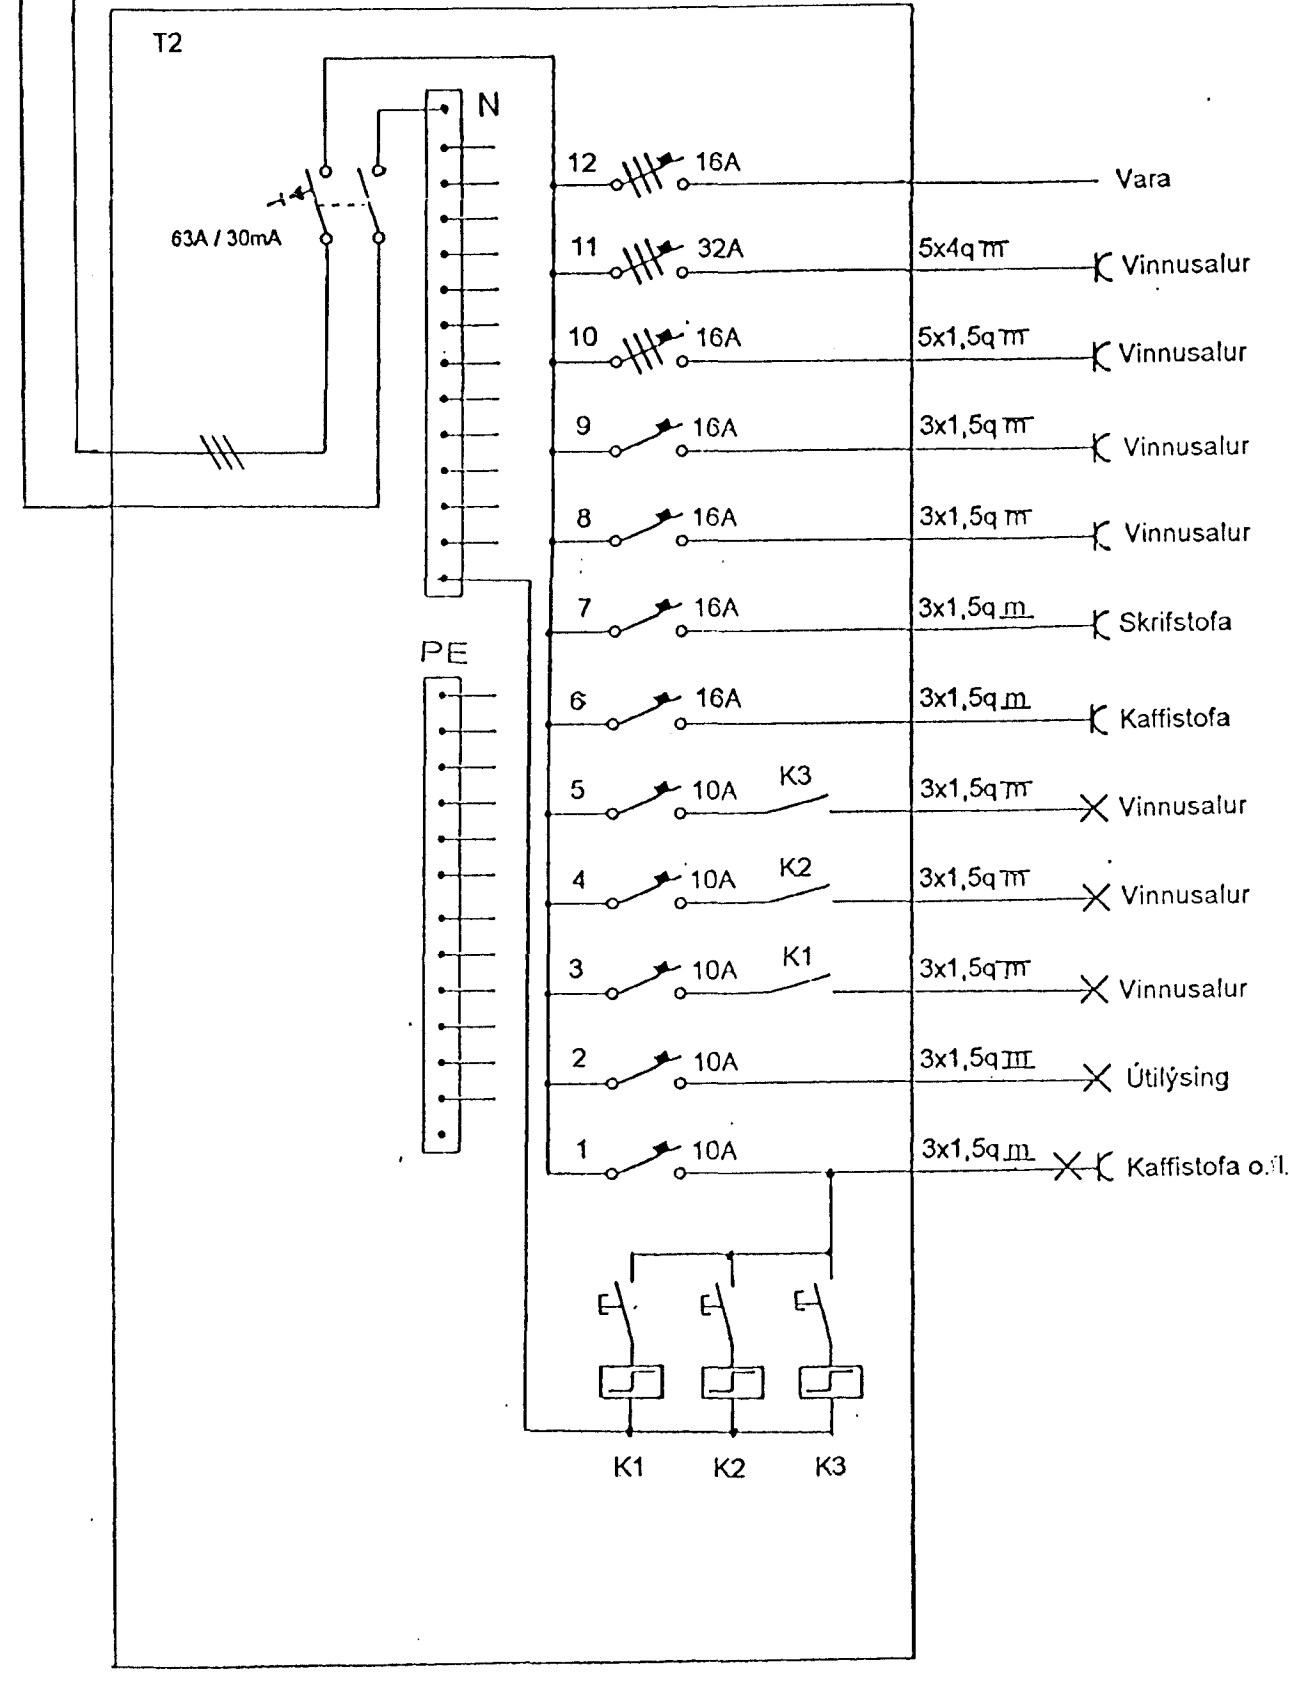 T2
N
63A / 30mA
12 16A Vara
11 32A 5x4q Vinnusalur
10 16A 5x1,5q Vinnusalur
9 16A 3x1,5q Vinnusalur
8 16A 3x1,5q Vinnusalur
7 16A 3x1,5q Skrifstofa
PE
6 16A 3x1,5q Kaffistofa
5 10A K3 3x1,5q Vinnusalur
4 10A K2 3x1,5q Vinnusalur
3 10A K1 3x1,5q Vinnusalur
2 10A 3x1,5q Útilýsing
1 10A 3x1,5q Kaffistofa
K1 K2 K3